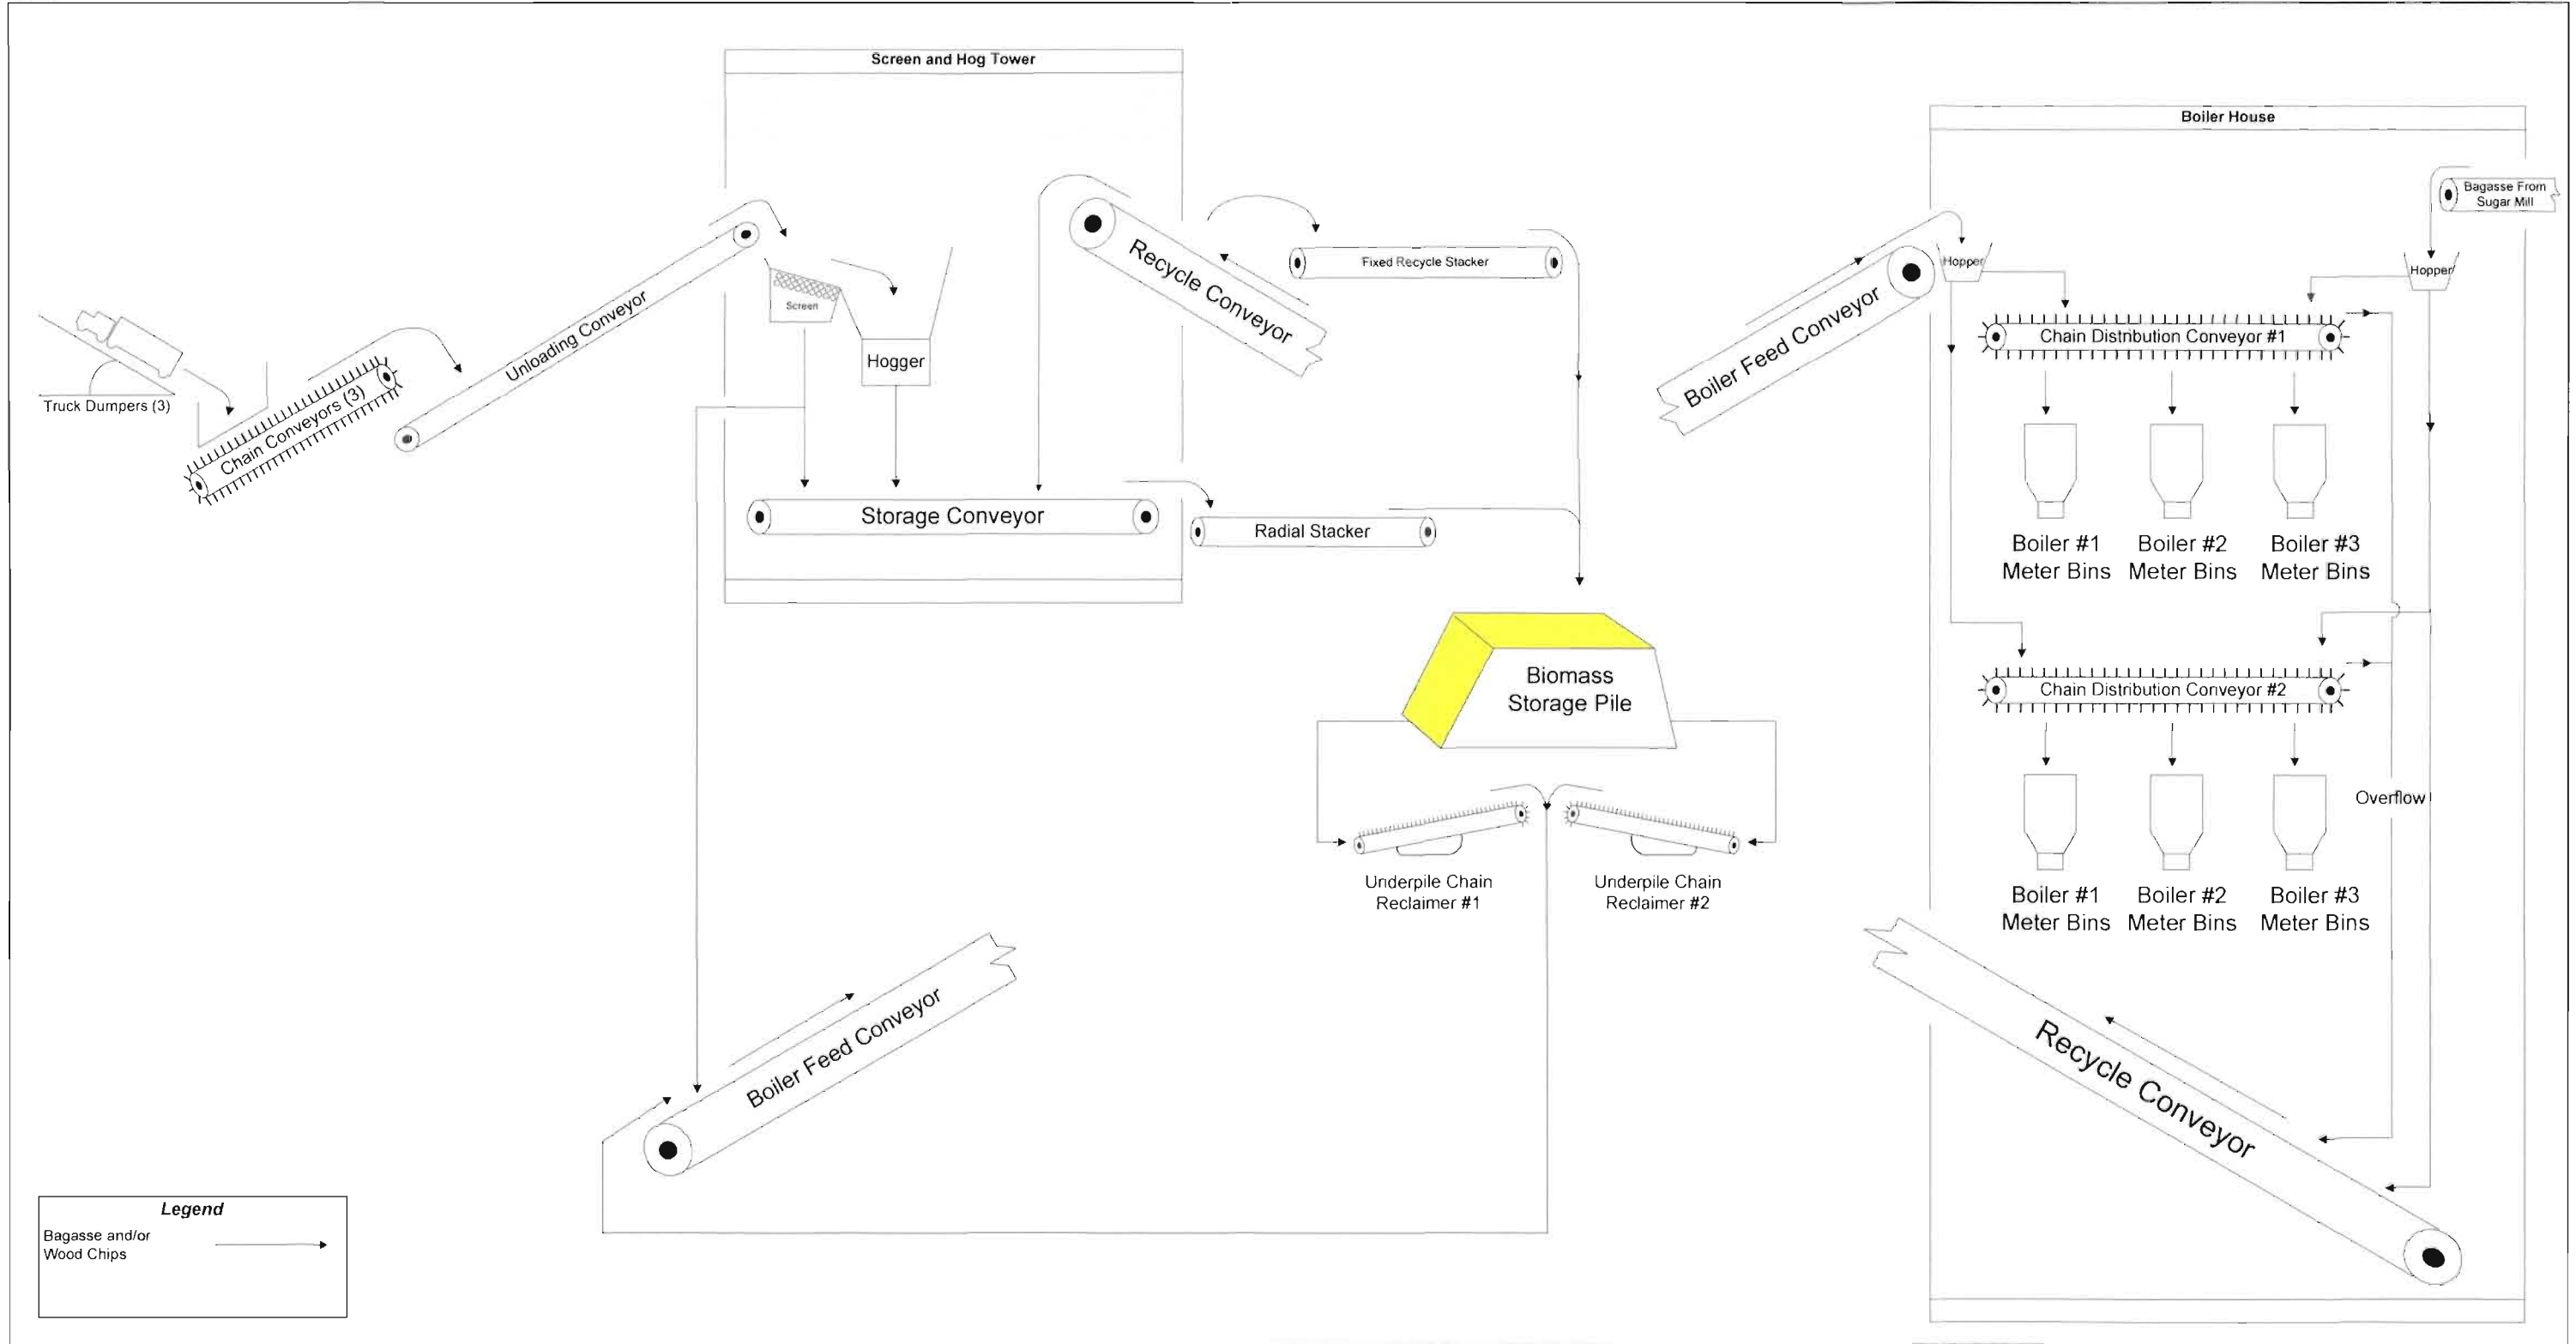 Screen and Hog Tower
Boiler House
Bagasse From
Sugar Mill
Recycle Conveyor
Fixed Recycle Stacker
Hopper
Hopper
Unloading Conveyor
Screen
Boiler Feed Conveyor
Chain Distribution Conveyor #1
Hogger
Truck Dumpers (3)
Chain Conveyors (3)
Storage Conveyor
Radial Stacker
Boiler #1
Meter Bins
Boiler #2
Meter Bins
Boiler #3
Meter Bins
Biomass
Storage Pile
Chain Distribution Conveyor #2
Overflow
Underpile Chain
Reclaimer #1
Underpile Chain
Reclaimer #2
Boiler #1
Meter Bins
Boiler #2
Meter Bins
Boiler #3
Meter Bins
Boiler Feed Conveyor
Recycle Conveyor
Legend
Bagasse and/or
Wood Chips